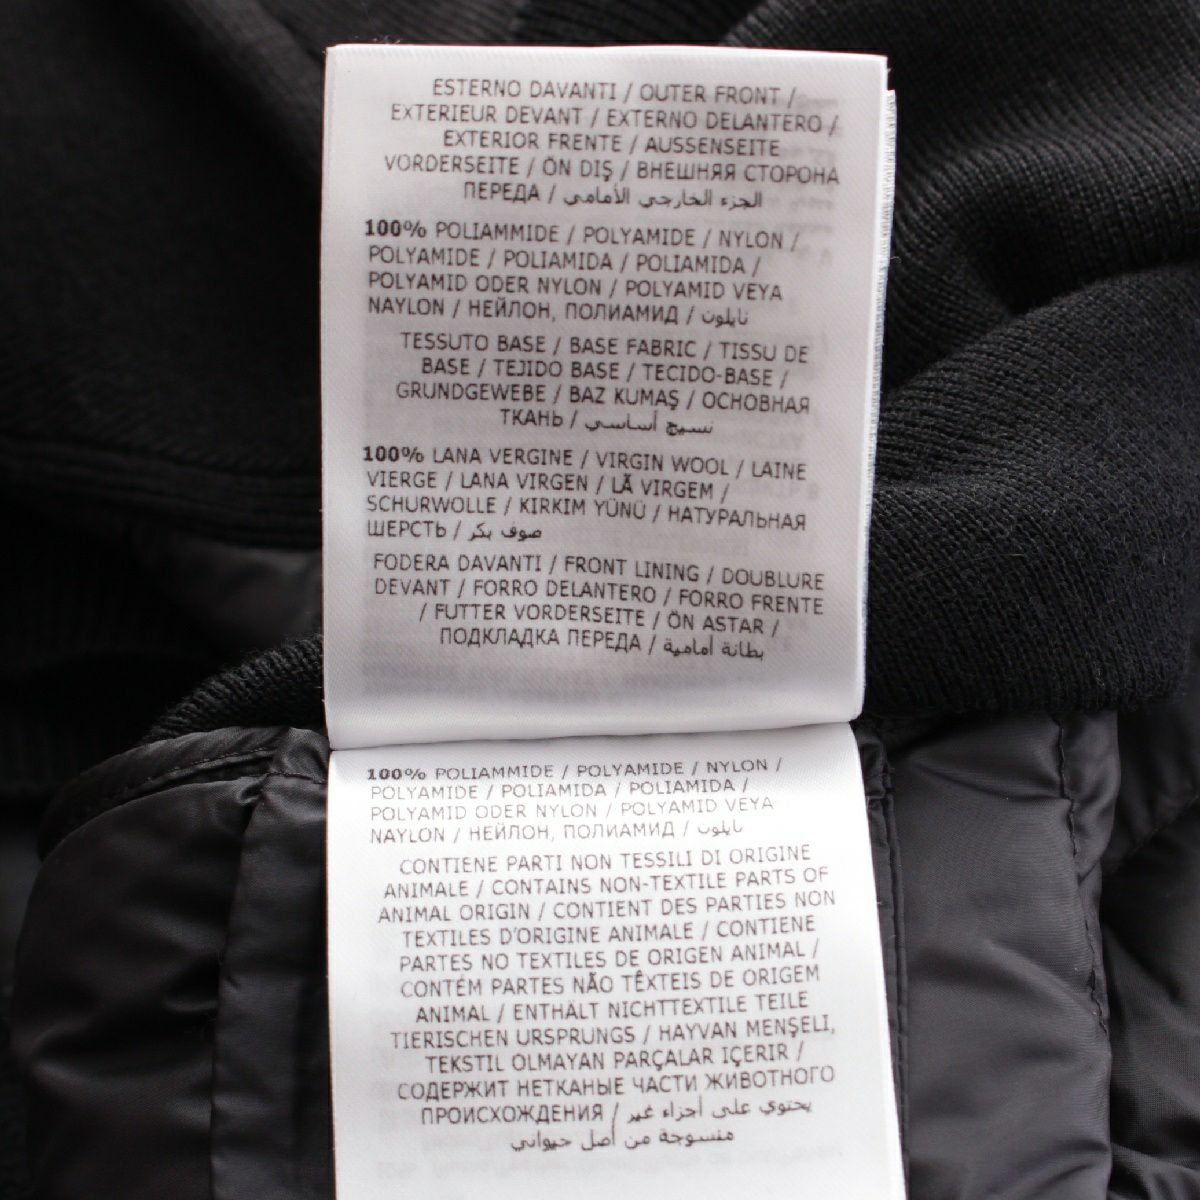 ESTERNO DAVANTI / OUTER FRONT /
EXTERIEUR DEVANT / EXTERNO DELANTERO /
EXTERIOR FRENTE / AUSSENSEITE
VORDERSEITE / ÖN DIŞ / ВНЕШНЯЯ СТОРОНА
ПЕРЕДА / الجزء الخارجي الأمامي
100% POLIAMMIDE / POLYAMIDE / NYLON /
POLYAMIDE / POLIAMIDA / POLIAMIDA /
POLYAMID ODER NYLON / POLYAMID VEYA
NAYLON / НЕЙЛОН, ПОЛИАМИД / نايلون
TESSUTO BASE / BASE FABRIC / TISSU DE
BASE / TEJIDO BASE / TECIDO-BASE /
GRUNDGEWEBE / BAZ KUMAŞ / ОСНОВНАЯ
ТКАНЬ / نسيج أساسي
100% LANA VERGINE / VIRGIN WOOL / LAINE
VIERGE / LANA VIRGEN / LÃ VIRGEM /
SCHURWOLLE / KIRKIM YÜNÜ / НАТУРАЛЬНАЯ
ШЕРСТЬ / صوف بكر
FODERA DAVANTI / FRONT LINING / DOUBLURE
DEVANT / FORRO DELANTERO / FORRO FRENTE
/ FUTTER VORDERSEITE / ÖN ASTAR /
ПОДКЛАДКА ПЕРЕДА / بطانة أمامية
100% POLIAMMIDE / POLYAMIDE / NYLON /
POLYAMIDE / POLIAMIDA / POLIAMIDA /
POLYAMID ODER NYLON / POLYAMID VEYA
NAYLON / НЕЙЛОН, ПОЛИАМИД / نايلون
CONTIENE PARTI NON TESSILI DI ORIGINE
ANIMALE / CONTAINS NON-TEXTILE PARTS OF
ANIMAL ORIGIN / CONTIENT DES PARTIES NON
TEXTILES D'ORIGINE ANIMALE / CONTIENE
PARTES NO TEXTILES DE ORIGEN ANIMAL /
CONTÉM PARTES NÃO TÊXTEIS DE ORIGEM
ANIMAL / ENTHÄLT NICHTTEXTILE TEILE
TIERISCHEN URSPRUNGS / HAYVAN MENŞELİ,
TEKSTIL OLMAYAN PARÇALAR IÇERIR /
СОДЕРЖИТ НЕТКАНЫЕ ЧАСТИ ЖИВОТНОГО
ПРОИСХОЖДЕНИЯ / يحتوي على أجزاء غير
منسوجة من أصل حيواني